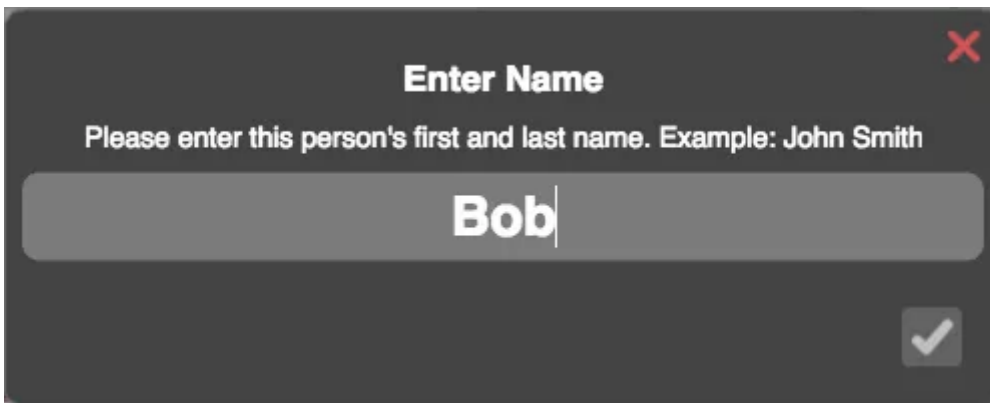 Enter Name
Please enter this person's first and last name. Example: John Smith
Bob